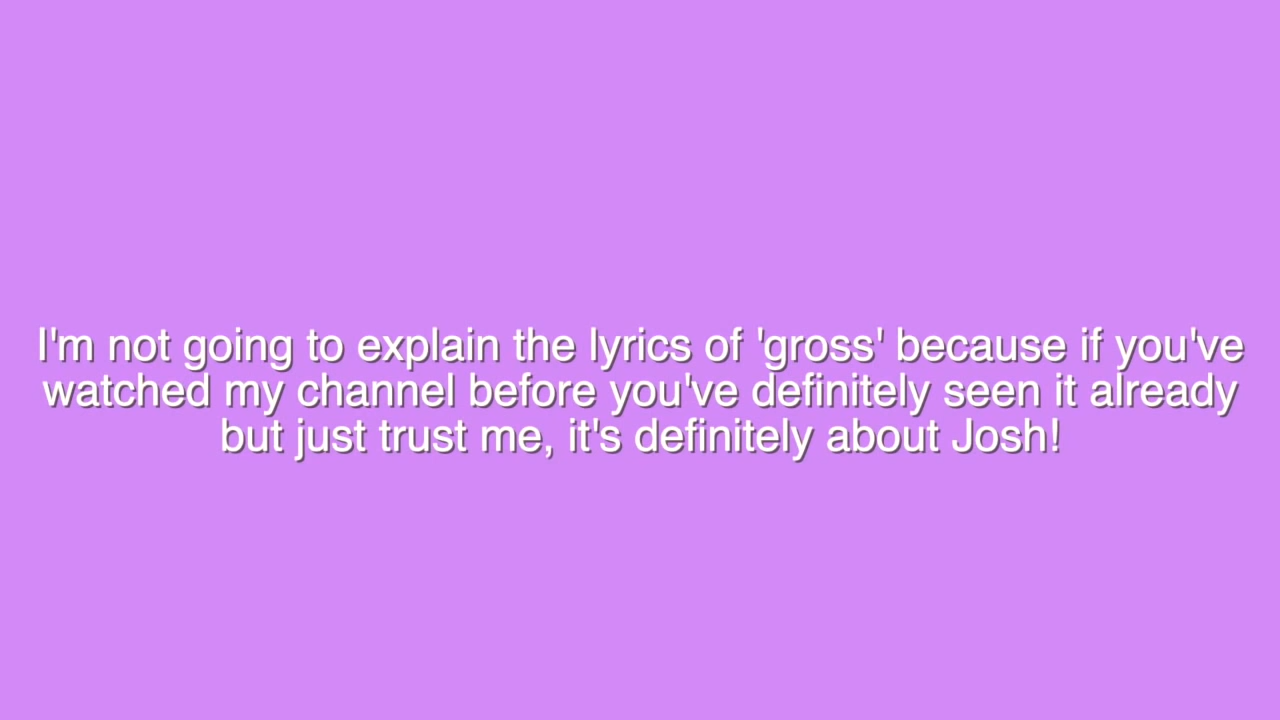 I'm not going to explain the lyrics of 'gross' because if you've
watched my channel before you've definitely seen it already
but just trust me, it's definitely about Josh!